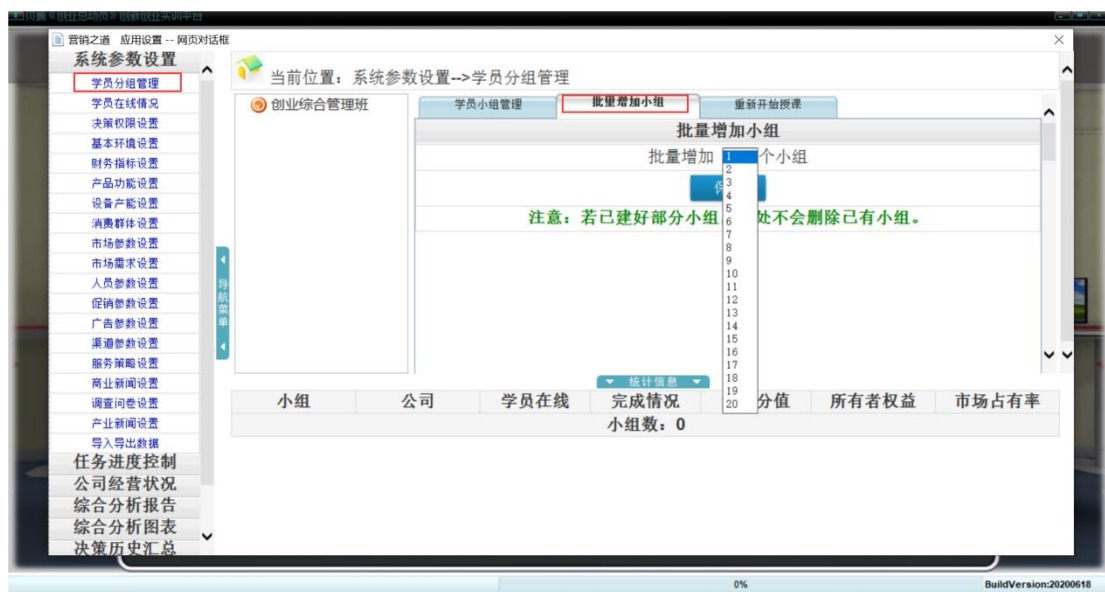 贝腾《创业总动员》创新创业实训平台
营销之道 应用设置 -- 网页对话框
系统参数设置
学员分组管理
学员在线情况
决策权限设置
基本环境设置
财务指标设置
产品功能设置
设备产能设置
消费群体设置
市场参数设置
市场需求设置
人员参数设置
促销参数设置
广告参数设置
渠道参数设置
服务策略设置
商业新闻设置
调查问卷设置
产业新闻设置
导入导出数据
任务进度控制
公司经营状况
综合分析报告
综合分析图表
决策历史汇总
导航菜单
当前位置：系统参数设置-->学员分组管理
创业综合管理班
学员小组管理 批量增加小组 重新开始授课
批量增加小组
批量增加 1 个小组
2
3
4
5
6
7
8
9
10
11
12
13
14
15
16
17
18
19
20
注意：若已建好部分小组 处不会删除已有小组。
统计信息
小组 公司 学员在线 完成情况 分值 所有者权益 市场占有率
小组数：0
0% BuildVersion:20200618